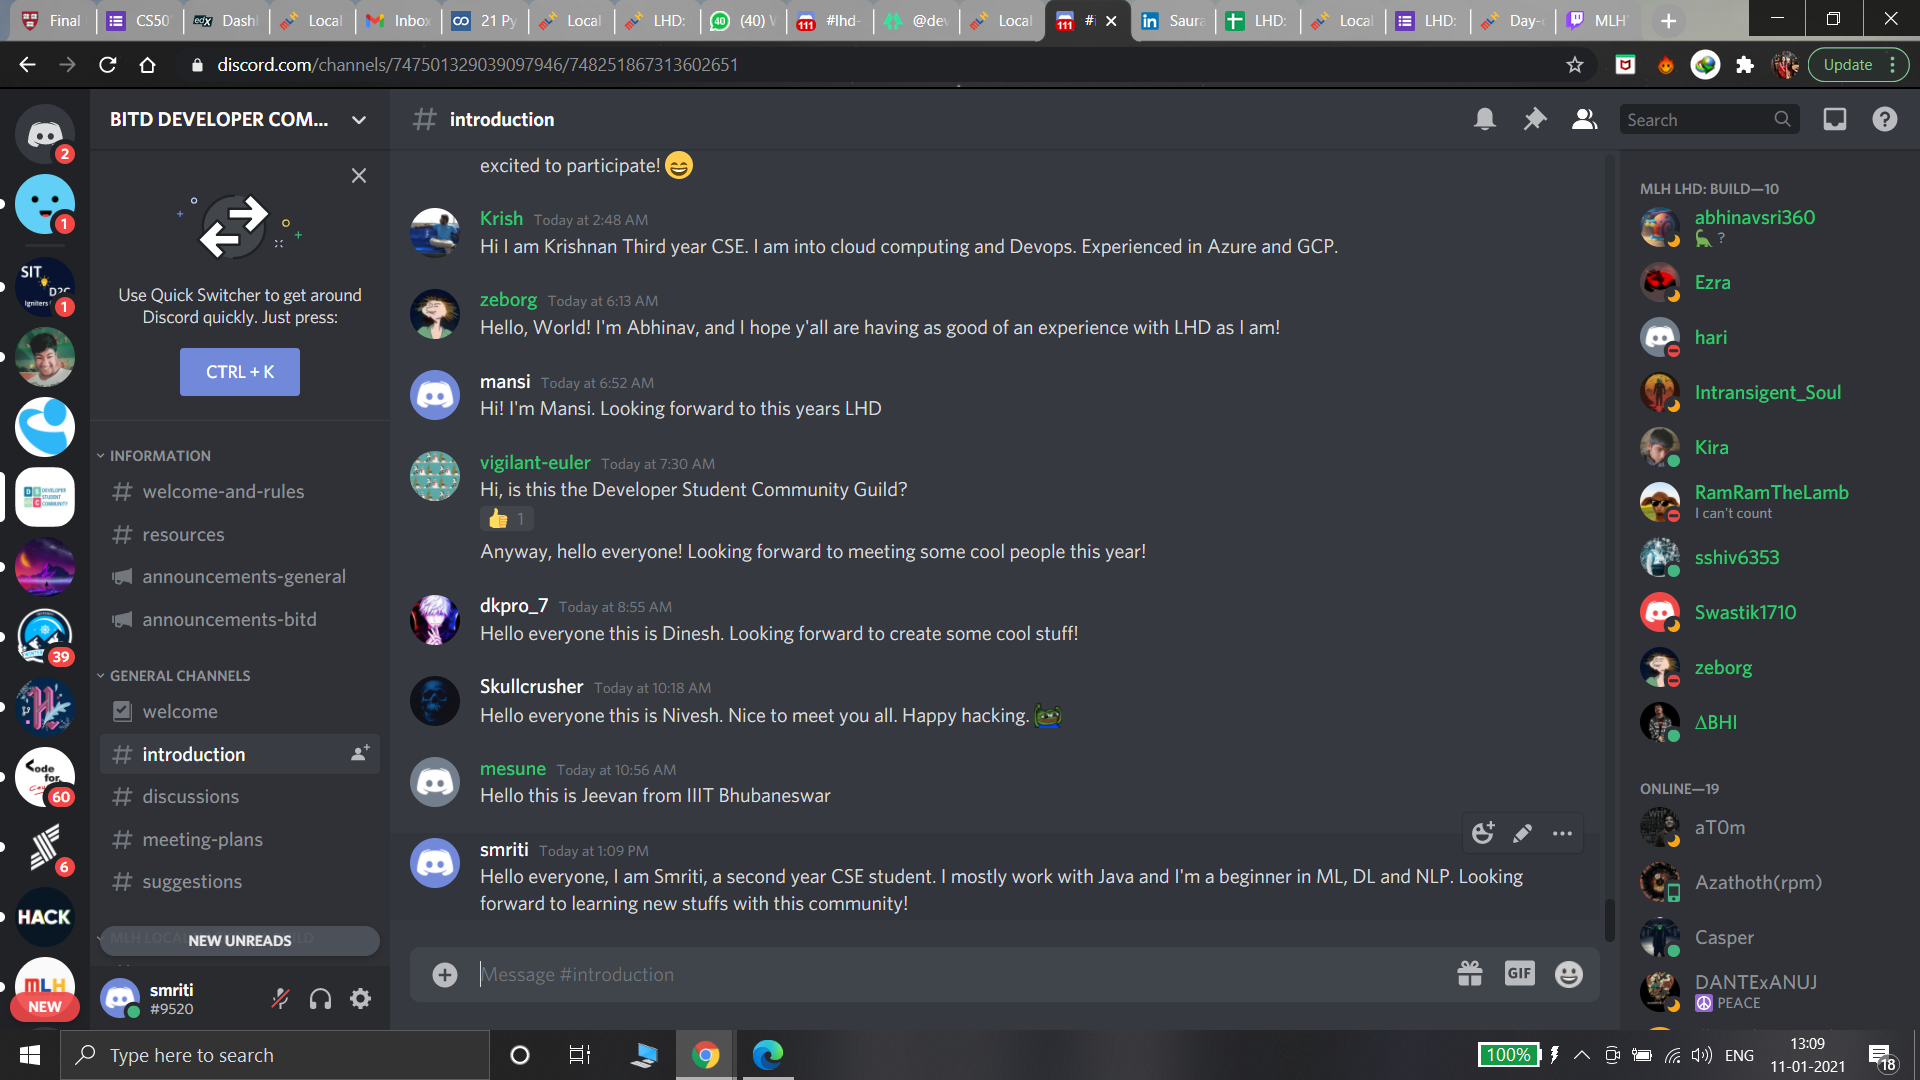 Final
CS50
edX Dashl
Local
Inbox
21 Py
Local
LHD:
(40) W
#lhd-
@dev
Local
#i
Saura
LHD:
Local
LHD:
Day-
MLH'
discord.com/channels/747501329039097946/748251867313602651
Update
BITD DEVELOPER COM...
introduction
Search
Use Quick Switcher to get around
Discord quickly. Just press:
CTRL + K
INFORMATION
welcome-and-rules
resources
announcements-general
announcements-bitd
GENERAL CHANNELS
welcome
introduction
discussions
meeting-plans
suggestions
NEW UNREADS
smriti
#9520
2
1
SIT
D2C
Igniters
1
DEVELOPER
STUDENT
COMMUNITY
39
Code
for
60
6
HACK
MLH
NEW
excited to participate!
Krish Today at 2:48 AM
Hi I am Krishnan Third year CSE. I am into cloud computing and Devops. Experienced in Azure and GCP.
zeborg Today at 6:13 AM
Hello, World! I'm Abhinav, and I hope y'all are having as good of an experience with LHD as I am!
mansi Today at 6:52 AM
Hi! I'm Mansi. Looking forward to this years LHD
vigilant-euler Today at 7:30 AM
Hi, is this the Developer Student Community Guild?
1
Anyway, hello everyone! Looking forward to meeting some cool people this year!
dkpro_7 Today at 8:55 AM
Hello everyone this is Dinesh. Looking forward to create some cool stuff!
Skullcrusher Today at 10:18 AM
Hello everyone this is Nivesh. Nice to meet you all. Happy hacking.
mesune Today at 10:56 AM
Hello this is Jeevan from IIIT Bhubaneswar
smriti Today at 1:09 PM
Hello everyone, I am Smriti, a second year CSE student. I mostly work with Java and I'm a beginner in ML, DL and NLP. Looking
forward to learning new stuffs with this community!
Message #introduction
GIF
MLH LHD: BUILD—10
abhinavsri360
?
Ezra
hari
Intransigent_Soul
Kira
RamRamTheLamb
I can't count
sshiv6353
Swastik1710
zeborg
ΔBHI
ONLINE—19
aT0m
Azathoth(rpm)
Casper
DANTExANUJ
PEACE
Type here to search
100%
ENG
13:09
11-01-2021
18